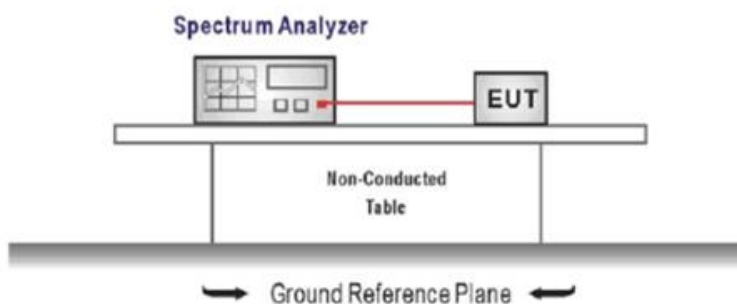 Spectrum Analyzer
EUT
Non-Conducted
Table
Ground Reference Plane